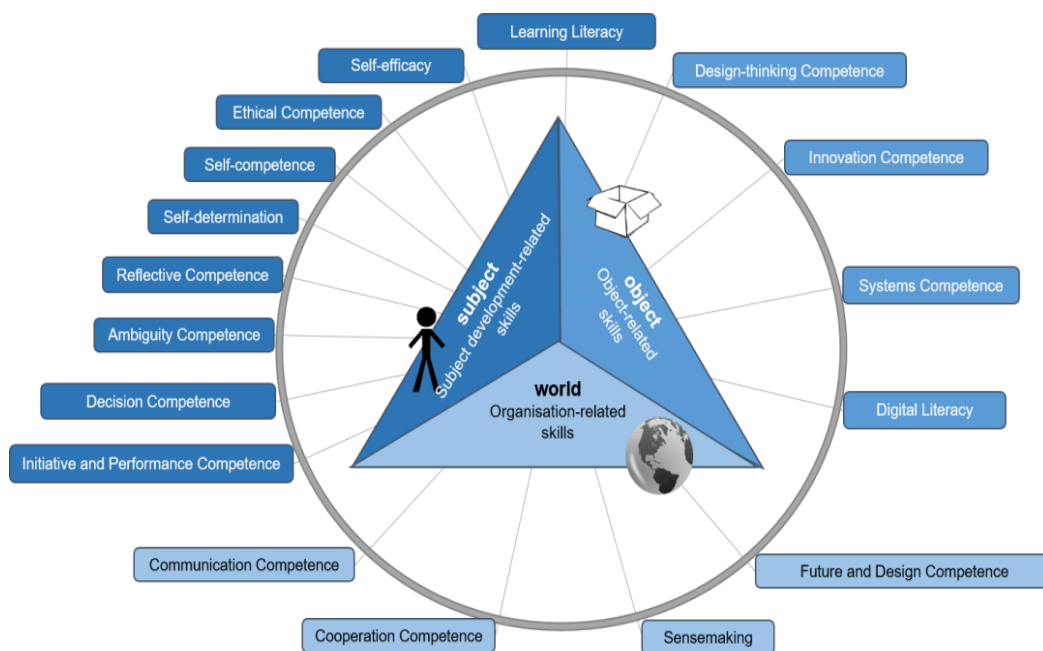 Learning Literacy
Self-efficacy
Design-thinking Competence
Ethical Competence
Innovation Competence
Self-competence
Self-determination
Reflective Competence
Systems Competence
Ambiguity Competence
Decision Competence
Digital Literacy
Initiative and Performance Competence
subject
Subject development-related
skills
object
Object-related
skills
world
Organisation-related
skills
Communication Competence
Future and Design Competence
Cooperation Competence
Sensemaking